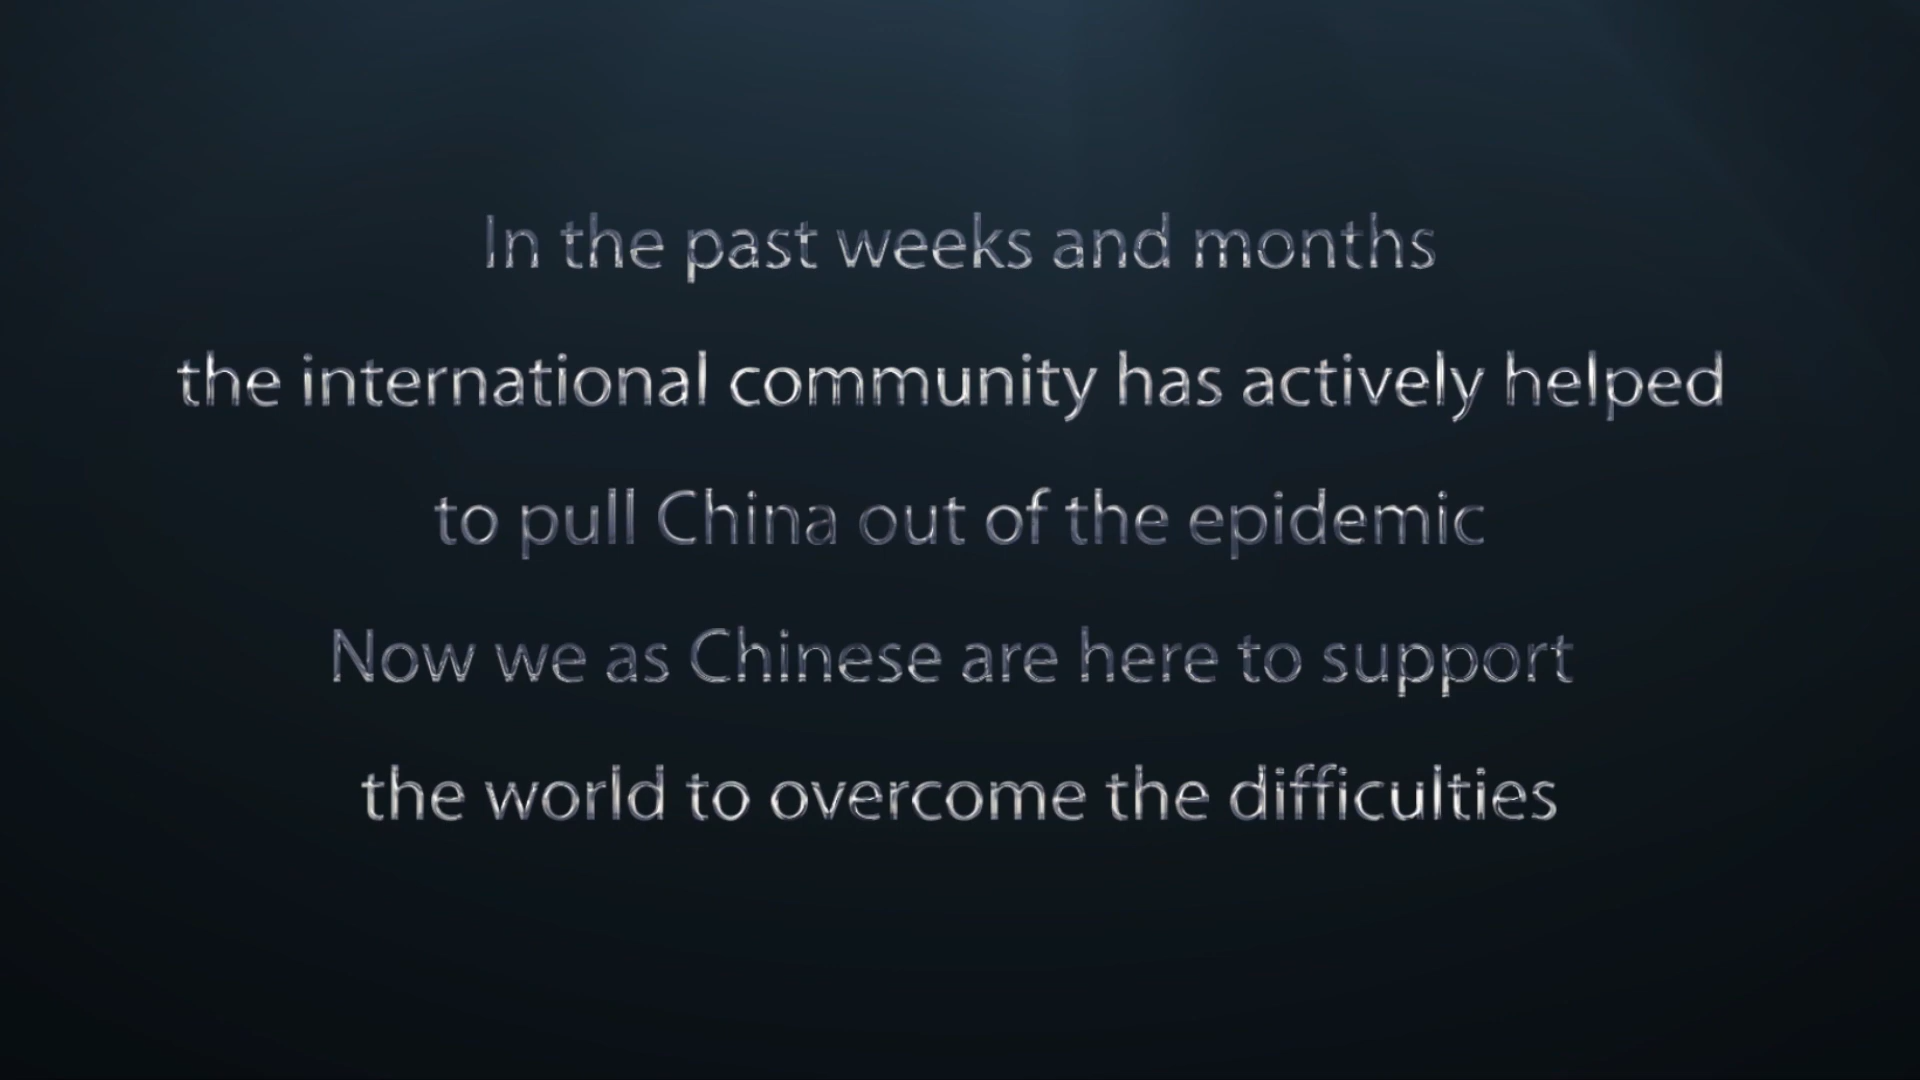 In the past weeks and months
the international community has actively helped
to pull China out of the epidemic
Now we as Chinese are here to support
the world to overcome the difficulties